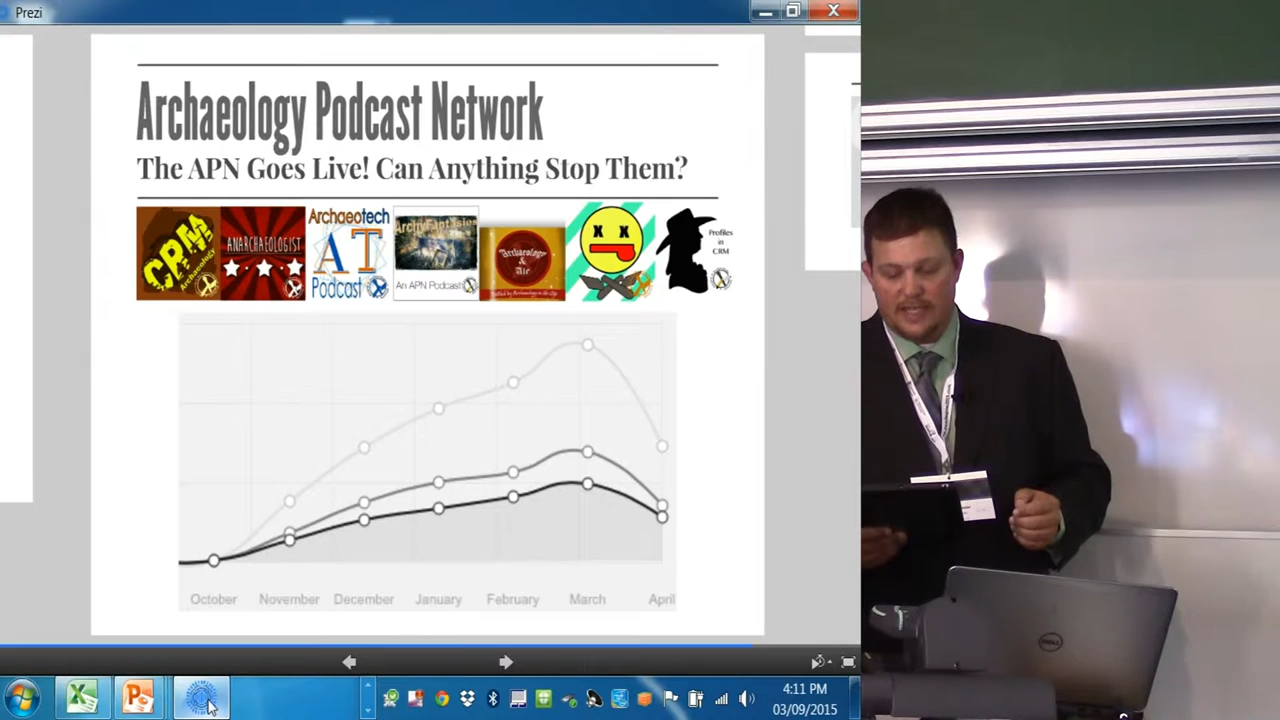 Prezi
Archaeology Podcast Network
The APN Goes Live! Can Anything Stop Them?
CRM
Archaeology
ANARCHAEOLOGIST
Archaeotech
AT
Podcast
ArchyFantasies
An APN Podcast
Archaeology
&
Ale
Profiles
in
CRM
October November December January February March April
4:11 PM
03/09/2015
DELL